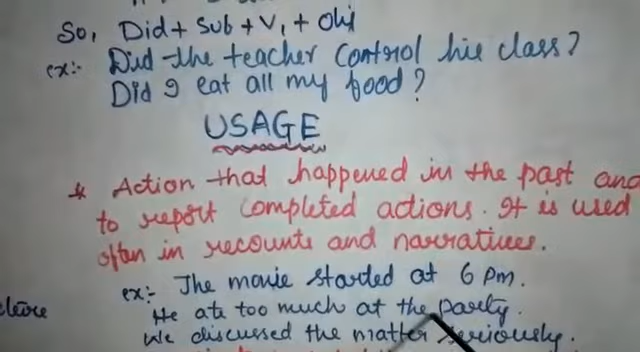 So, Did + Sub + V1 + Obj
ex:- Did the teacher control his class?
Did I eat all my food?
USAGE
* Action that happened in the past and
to report completed actions. It is used
often in recounts and narratives.
ex:- The movie started at 6 pm.
He ate too much at the party.
We discussed the matter seriously.